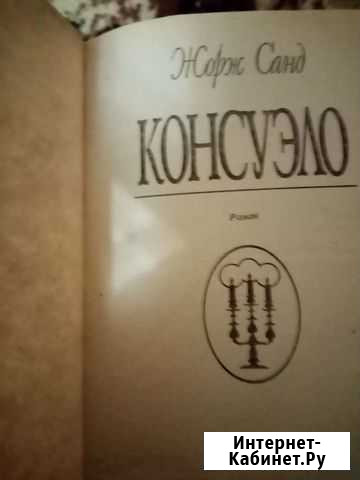 Жорж Санд
КОНСУЭЛО
Роман
Интернет-
Кабинет.Ру